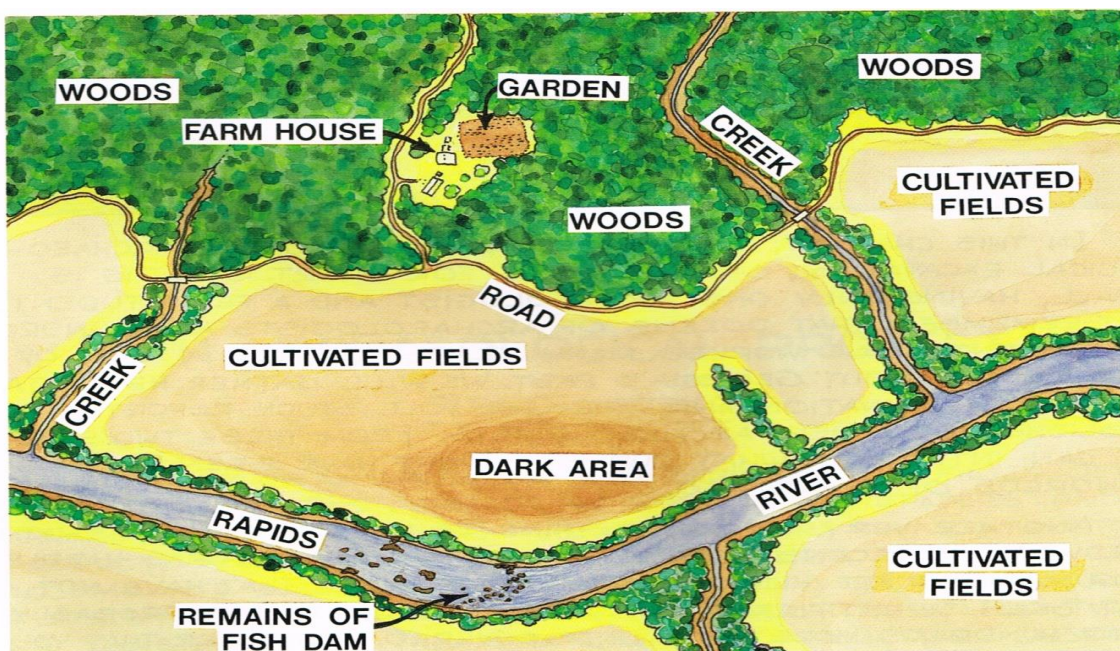 WOODS
GARDEN
WOODS
FARM HOUSE
CREEK
CULTIVATED
FIELDS
WOODS
ROAD
CULTIVATED FIELDS
CREEK
DARK AREA
RIVER
RAPIDS
CULTIVATED
FIELDS
REMAINS OF
FISH DAM